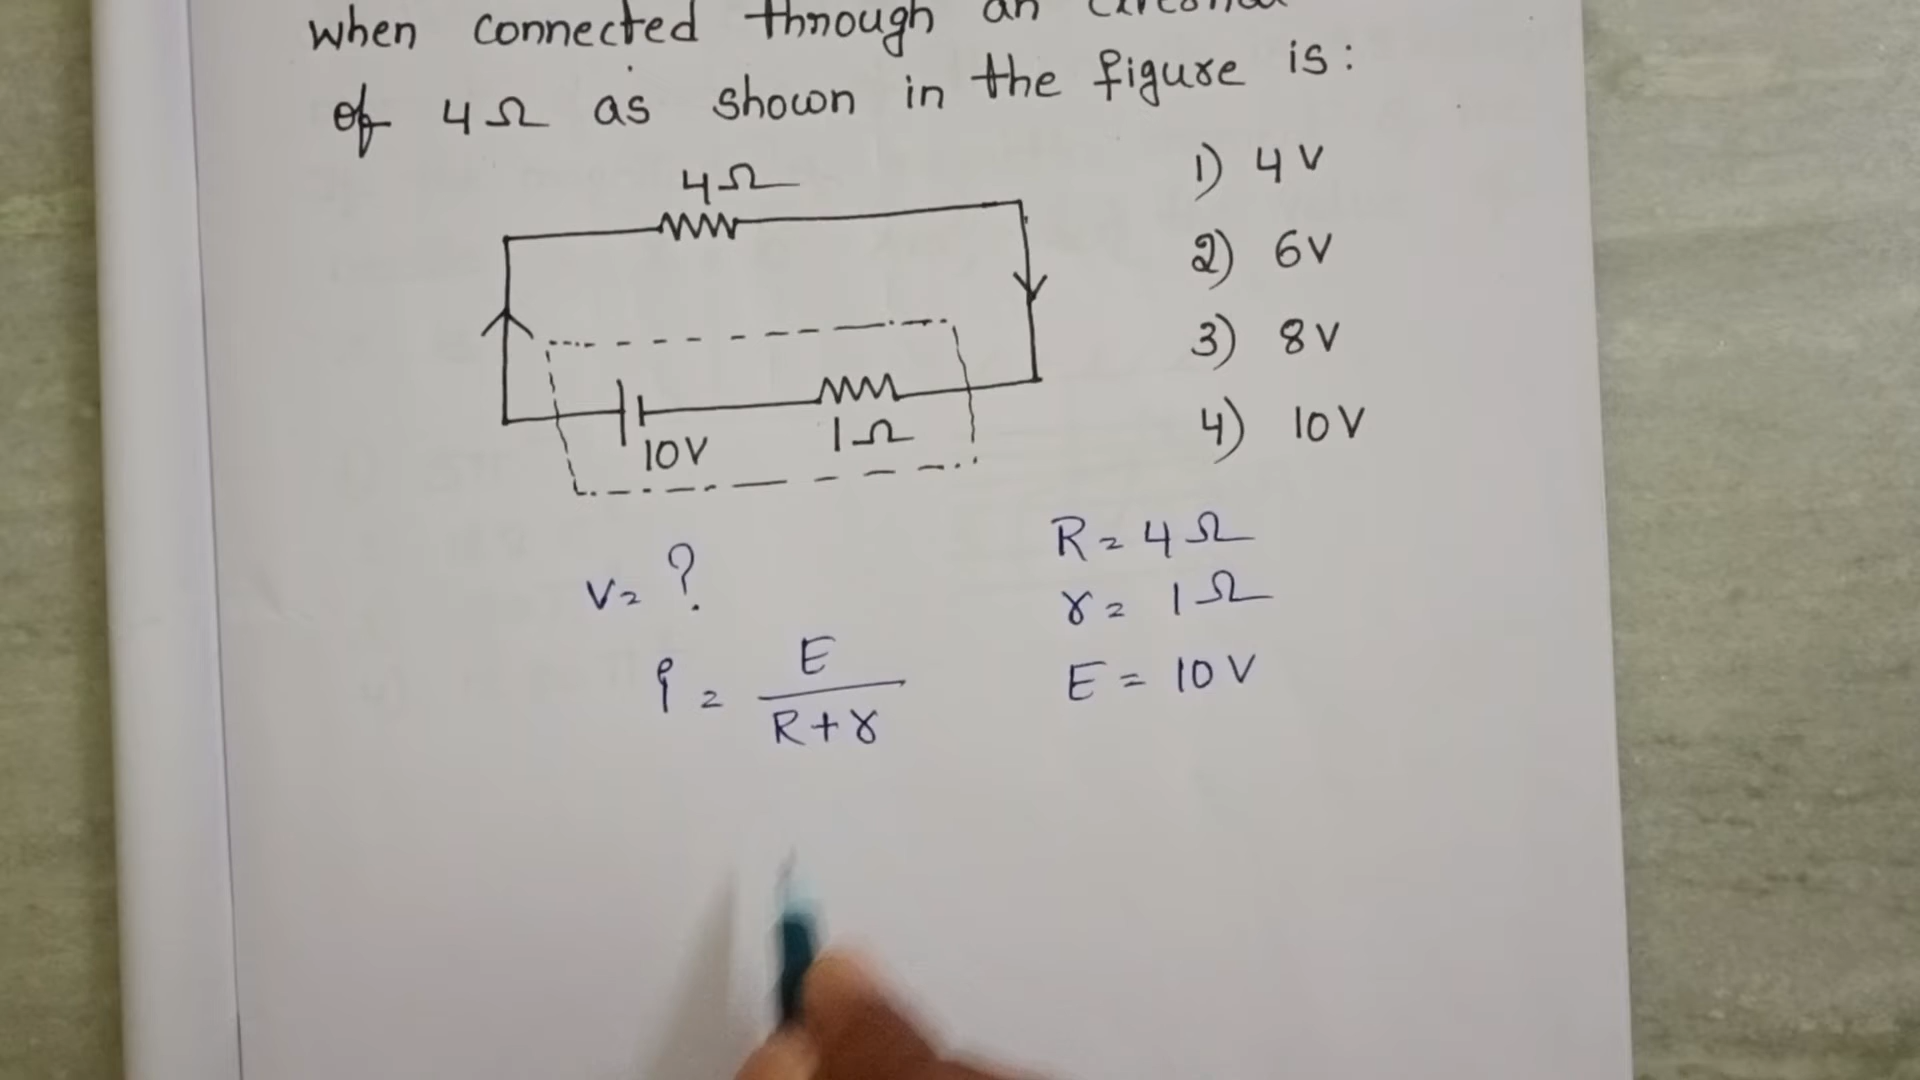 when connected through an
of 4Ω as shown in the figure is:
4Ω
10V
1Ω
1) 4V
2) 6V
3) 8V
4) 10V
V = ?
i = E
R+r
R = 4Ω
r = 1Ω
E = 10V